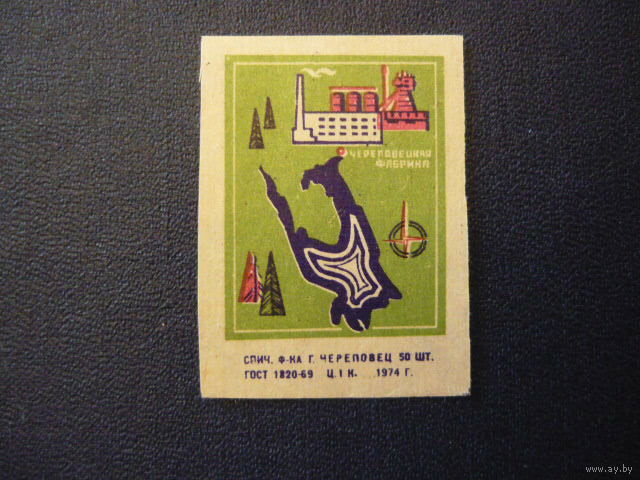 ЧЕРЕПОВЕЦКАЯ
ФАБРИКА
СПИЧ. Ф-КА Г. ЧЕРЕПОВЕЦ 50 ШТ.
ГОСТ 1820-69 Ц. 1 К. 1974 Г.
www.ay.by